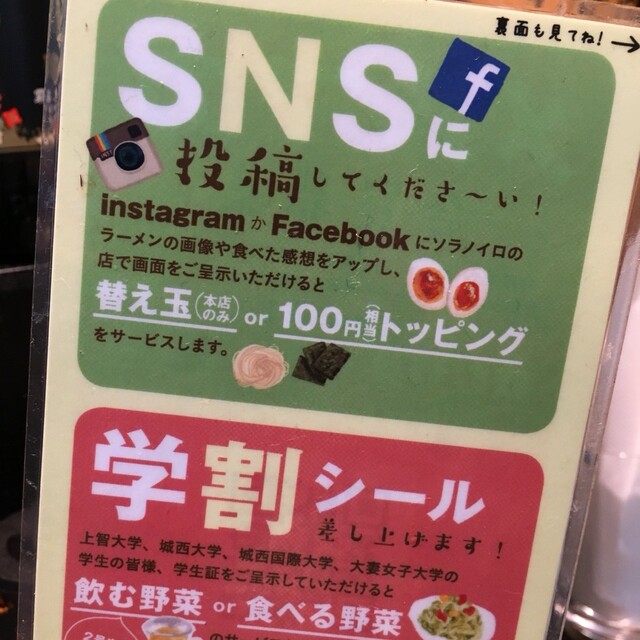 裏面も見てね!→
SNSに
f
投稿してくださ〜い!
instagramかFacebookにソラノイロの
ラーメンの画像や食べた感想をアップし、
店で画面をご呈示いただけると
替え玉(本店のみ) or 100円(相当)トッピング
をサービスします。
学割シール
差し上げます!
上智大学、城西大学、城西国際大学、大妻女子大学の
学生の皆様、学生証をご呈示していただけると
飲む野菜 or 食べる野菜